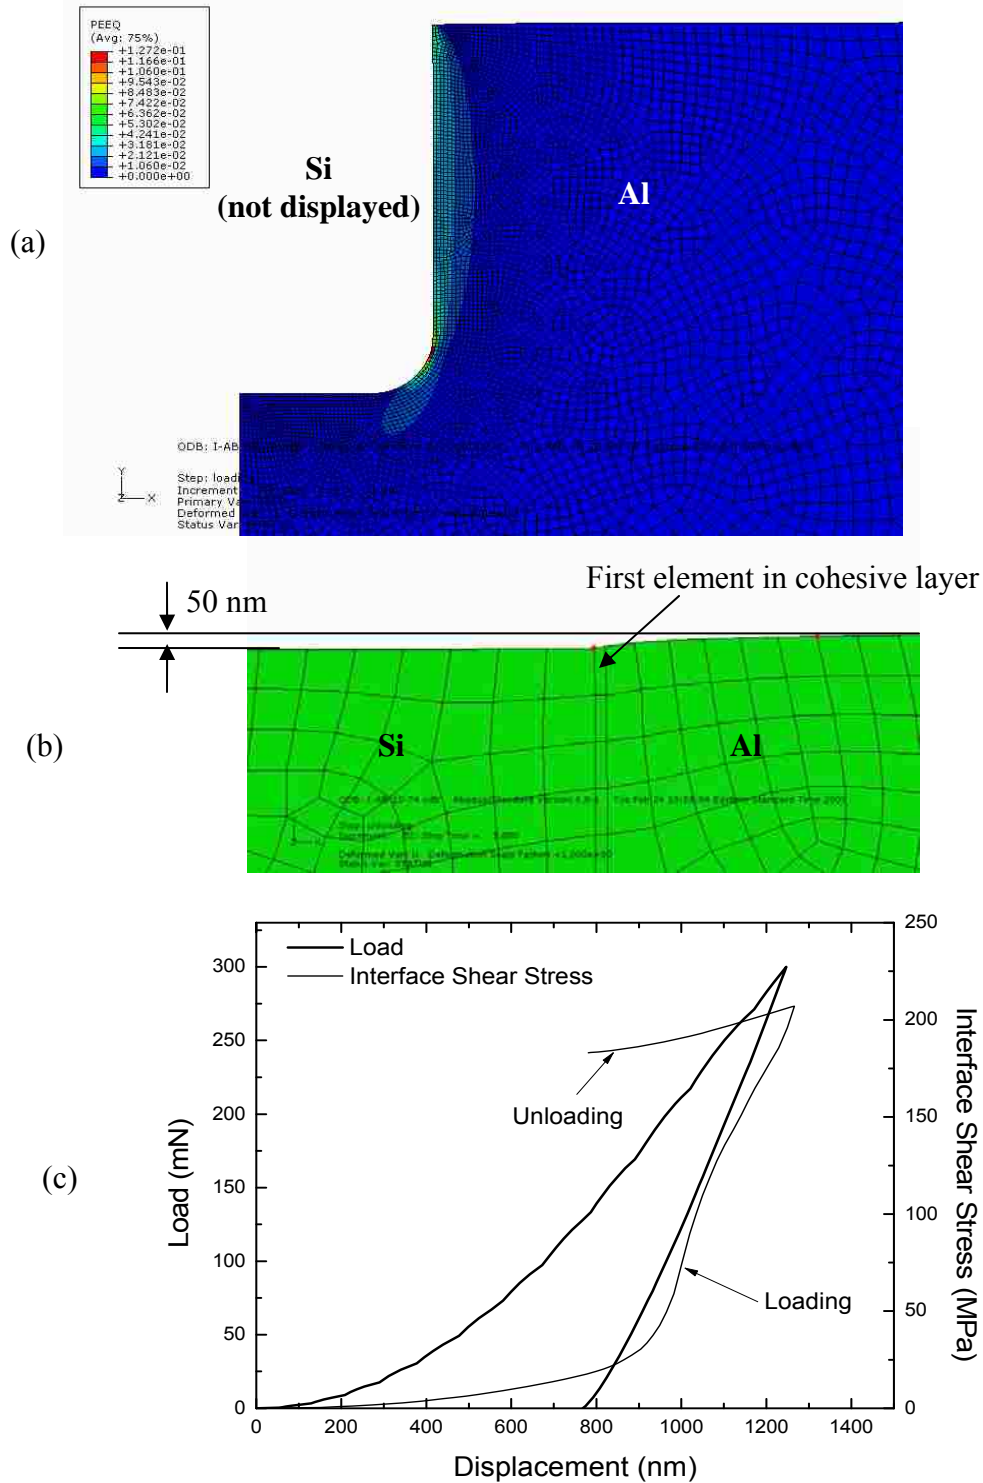 PEEQ
(Avg: 75%)
+1.272e-01
+1.166e-01
+1.060e-01
+9.543e-02
+8.483e-02
+7.422e-02
+6.362e-02
+5.302e-02
+4.241e-02
+3.181e-02
+2.121e-02
+1.060e-02
+0.000e+00
Si
(not displayed)
Al
(a)
ODB: I-AB
Y
Z X
Step: loadi
Increment
Primary Va
Deformed
Status Var
First element in cohesive layer
50 nm
Si
Al
(b)
Load
Interface Shear Stress
Unloading
Loading
(c)
Load (mN)
300
250
200
150
100
50
0
Interface Shear Stress (MPa)
250
200
150
100
50
0
0 200 400 600 800 1000 1200 1400
Displacement (nm)